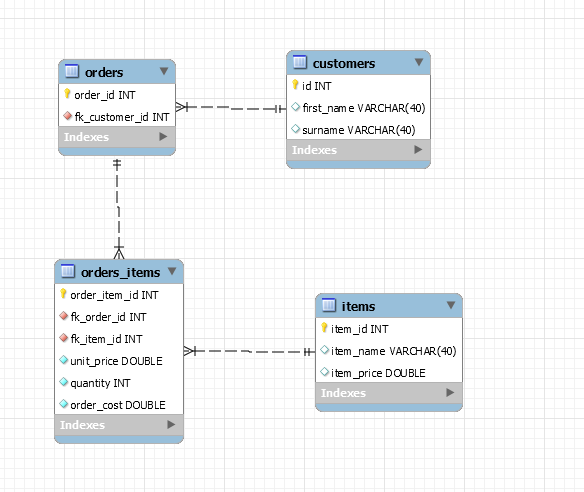 orders
order_id INT
fk_customer_id INT
Indexes
customers
id INT
first_name VARCHAR(40)
surname VARCHAR(40)
Indexes
orders_items
order_item_id INT
fk_order_id INT
fk_item_id INT
unit_price DOUBLE
quantity INT
order_cost DOUBLE
Indexes
items
item_id INT
item_name VARCHAR(40)
item_price DOUBLE
Indexes